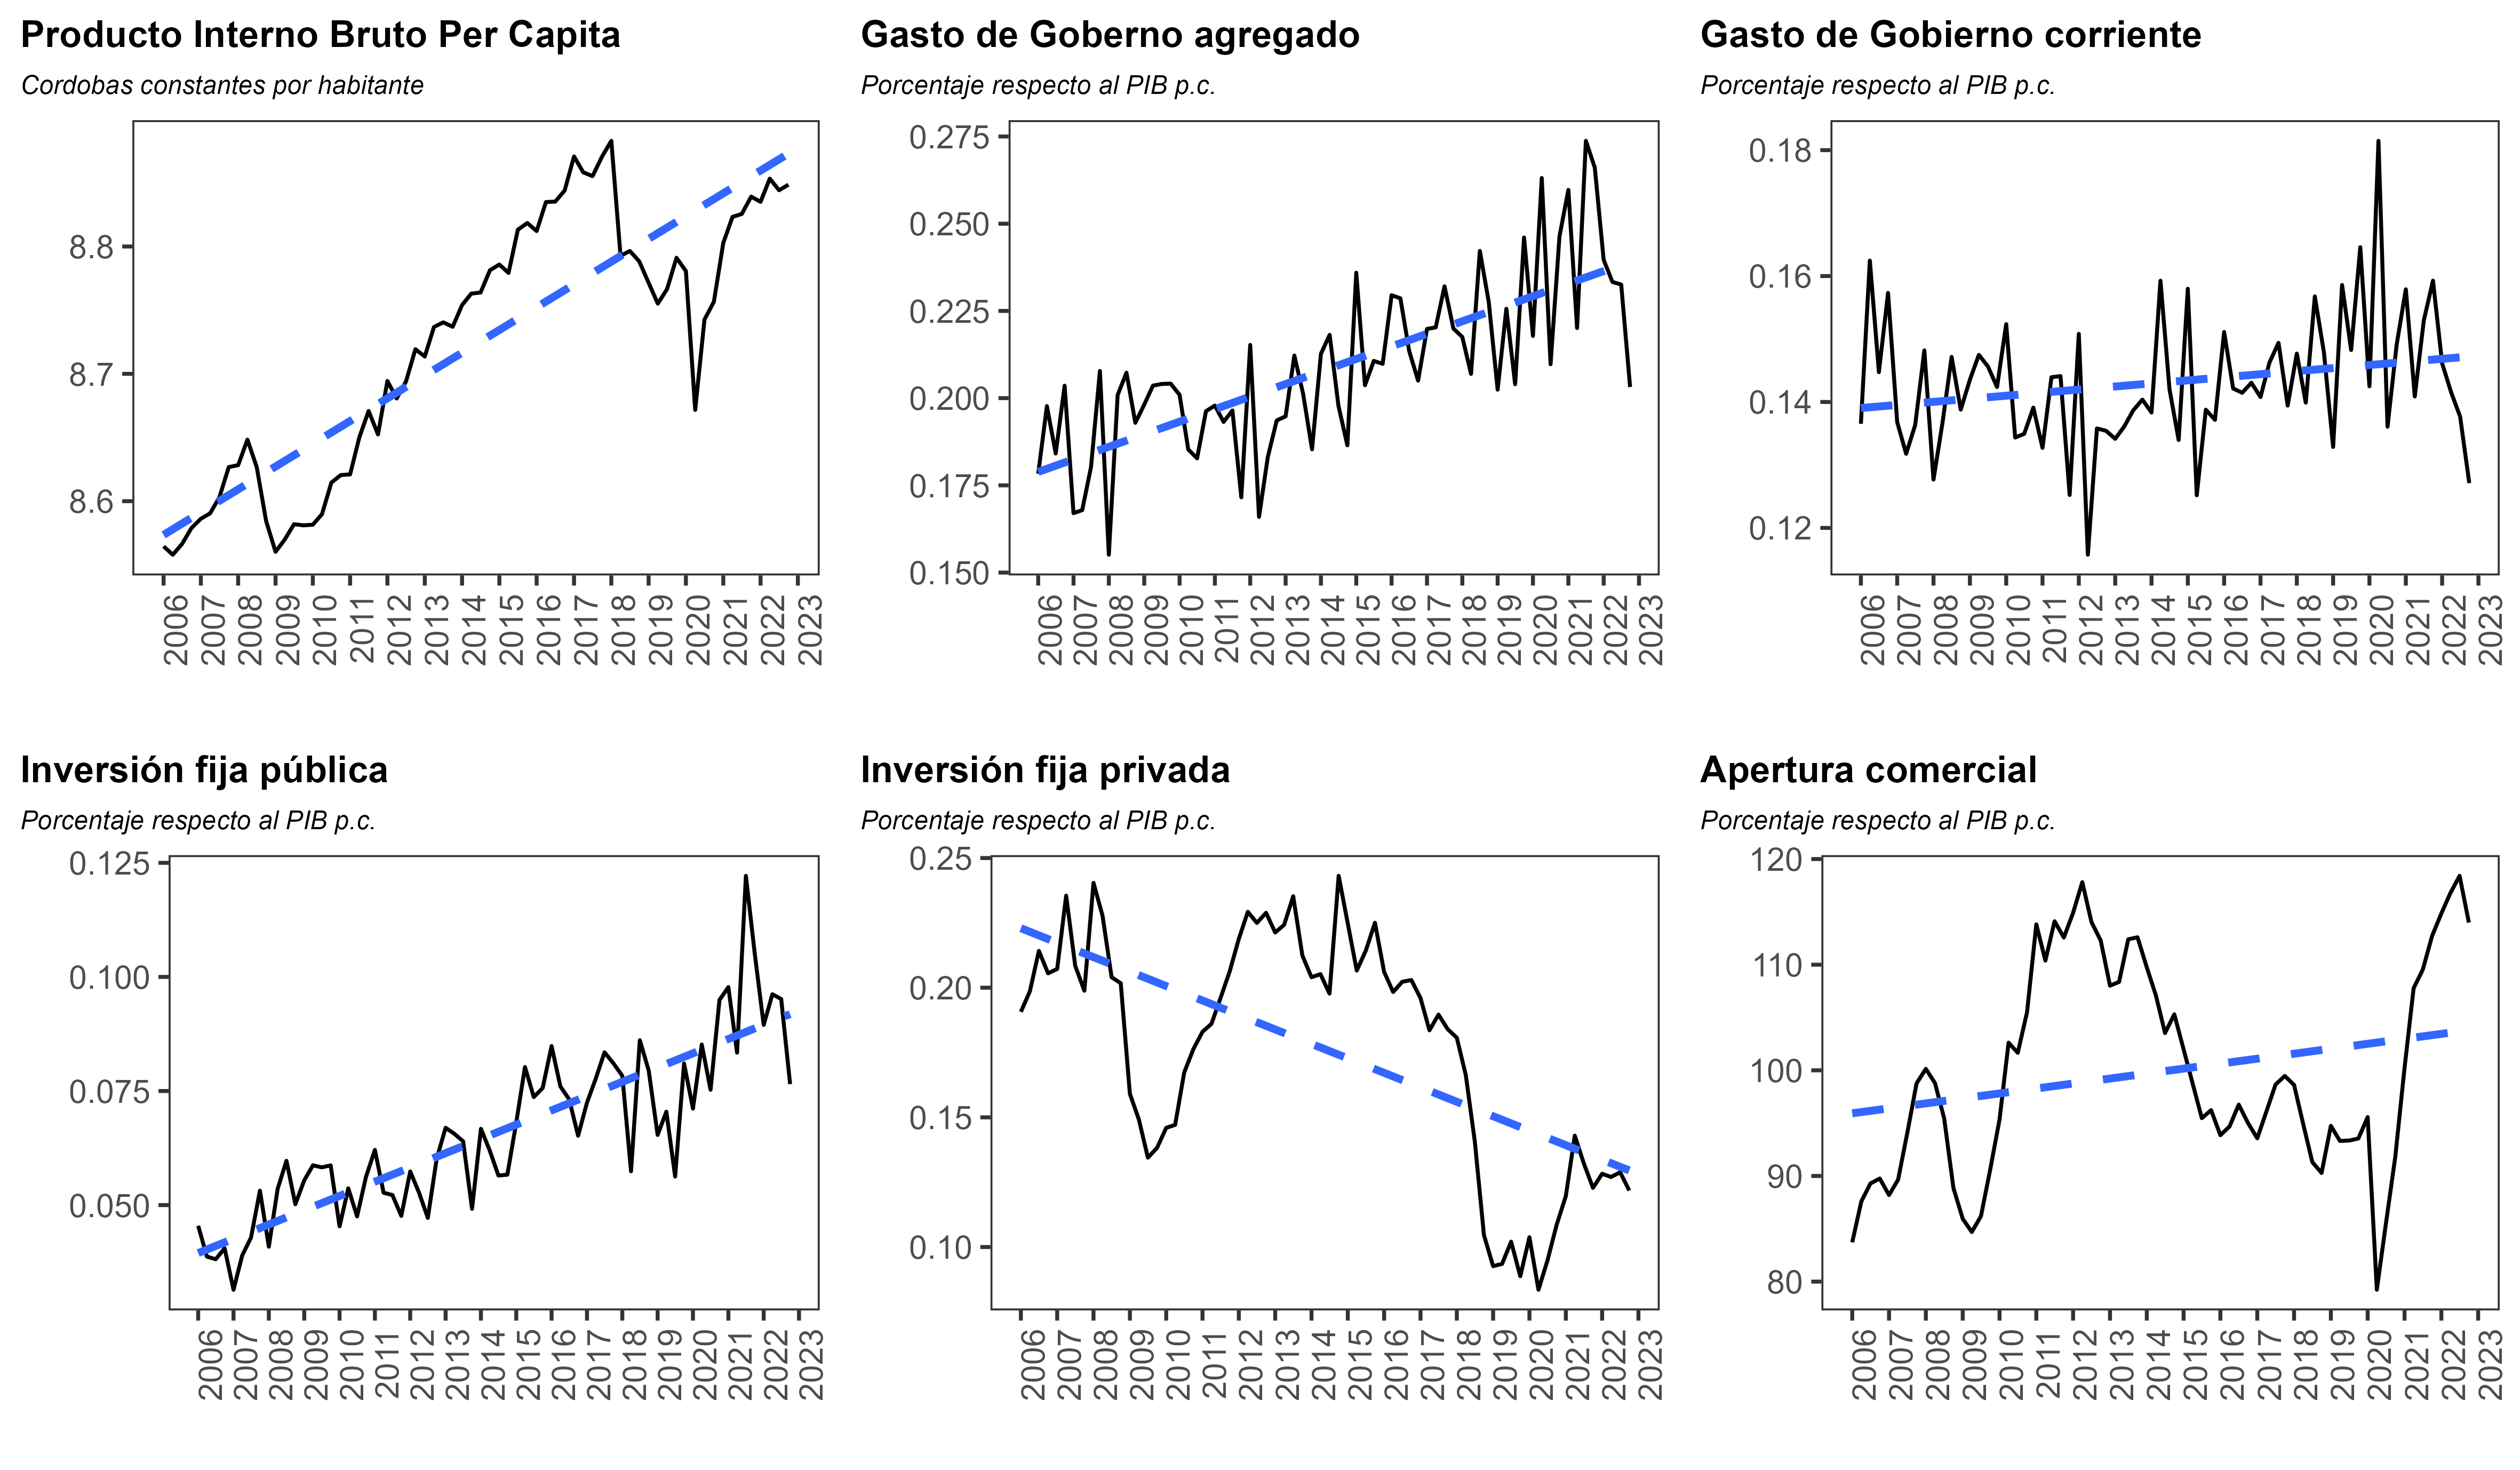 Producto Interno Bruto Per Capita
Cordobas constantes por habitante
8.8
8.7
8.6
2006 2007 2008 2009 2010 2011 2012 2013 2014 2015 2016 2017 2018 2019 2020 2021 2022 2023
Gasto de Goberno agregado
Porcentaje respecto al PIB p.c.
0.275
0.250
0.225
0.200
0.175
0.150
2006 2007 2008 2009 2010 2011 2012 2013 2014 2015 2016 2017 2018 2019 2020 2021 2022 2023
Gasto de Gobierno corriente
Porcentaje respecto al PIB p.c.
0.18
0.16
0.14
0.12
2006 2007 2008 2009 2010 2011 2012 2013 2014 2015 2016 2017 2018 2019 2020 2021 2022 2023
Inversión fija pública
Porcentaje respecto al PIB p.c.
0.125
0.100
0.075
0.050
2006 2007 2008 2009 2010 2011 2012 2013 2014 2015 2016 2017 2018 2019 2020 2021 2022 2023
Inversión fija privada
Porcentaje respecto al PIB p.c.
0.25
0.20
0.15
0.10
2006 2007 2008 2009 2010 2011 2012 2013 2014 2015 2016 2017 2018 2019 2020 2021 2022 2023
Apertura comercial
Porcentaje respecto al PIB p.c.
120
110
100
90
80
2006 2007 2008 2009 2010 2011 2012 2013 2014 2015 2016 2017 2018 2019 2020 2021 2022 2023